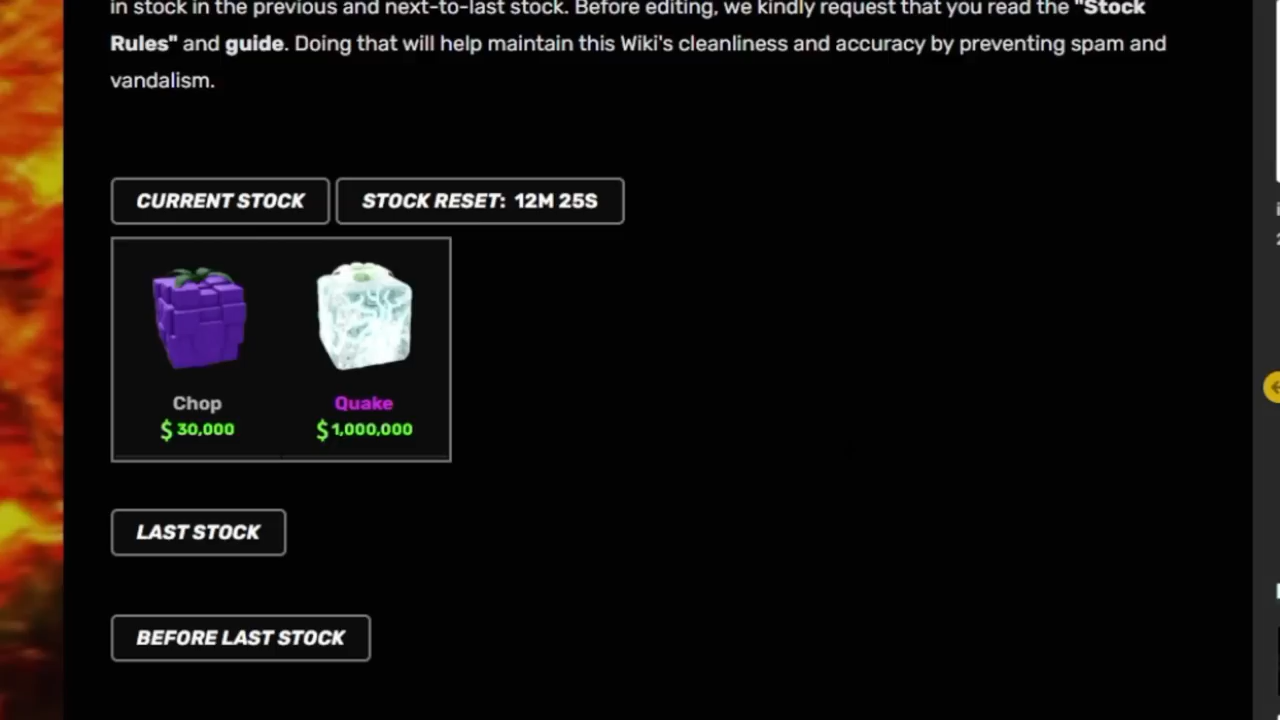 in stock in the previous and next-to-last stock. Before editing, we kindly request that you read the "Stock
Rules" and guide. Doing that will help maintain this Wiki's cleanliness and accuracy by preventing spam and
vandalism.
CURRENT STOCK
STOCK RESET: 12M 25S
Chop
Quake
$ 30,000
$ 1,000,000
LAST STOCK
BEFORE LAST STOCK